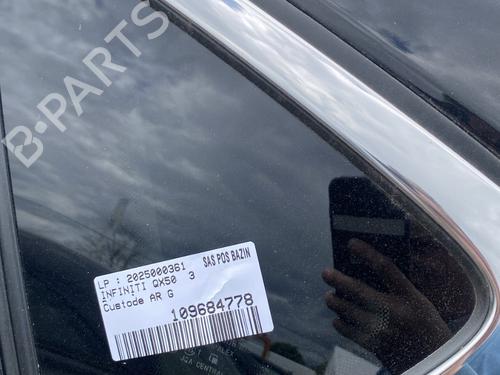 B-PARTS
LP : 2025000361 SAS POS BAZIN
INFINITI QX50 3
Custode AR G
109684778